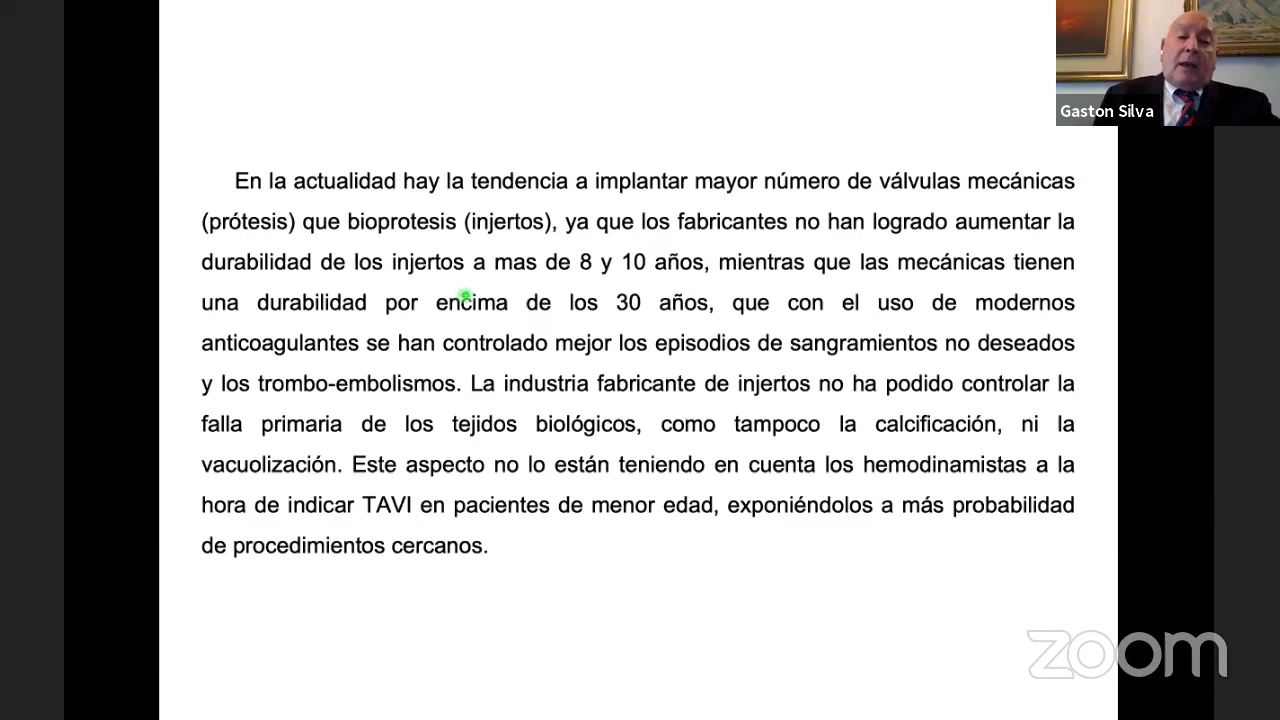 Gaston Silva
En la actualidad hay la tendencia a implantar mayor número de válvulas mecánicas
(prótesis) que bioprotesis (injertos), ya que los fabricantes no han logrado aumentar la
durabilidad de los injertos a mas de 8 y 10 años, mientras que las mecánicas tienen
una durabilidad por encima de los 30 años, que con el uso de modernos
anticoagulantes se han controlado mejor los episodios de sangramientos no deseados
y los trombo-embolismos. La industria fabricante de injertos no ha podido controlar la
falla primaria de los tejidos biológicos, como tampoco la calcificación, ni la
vacuolización. Este aspecto no lo están teniendo en cuenta los hemodinamistas a la
hora de indicar TAVI en pacientes de menor edad, exponiéndolos a más probabilidad
de procedimientos cercanos.
zoom